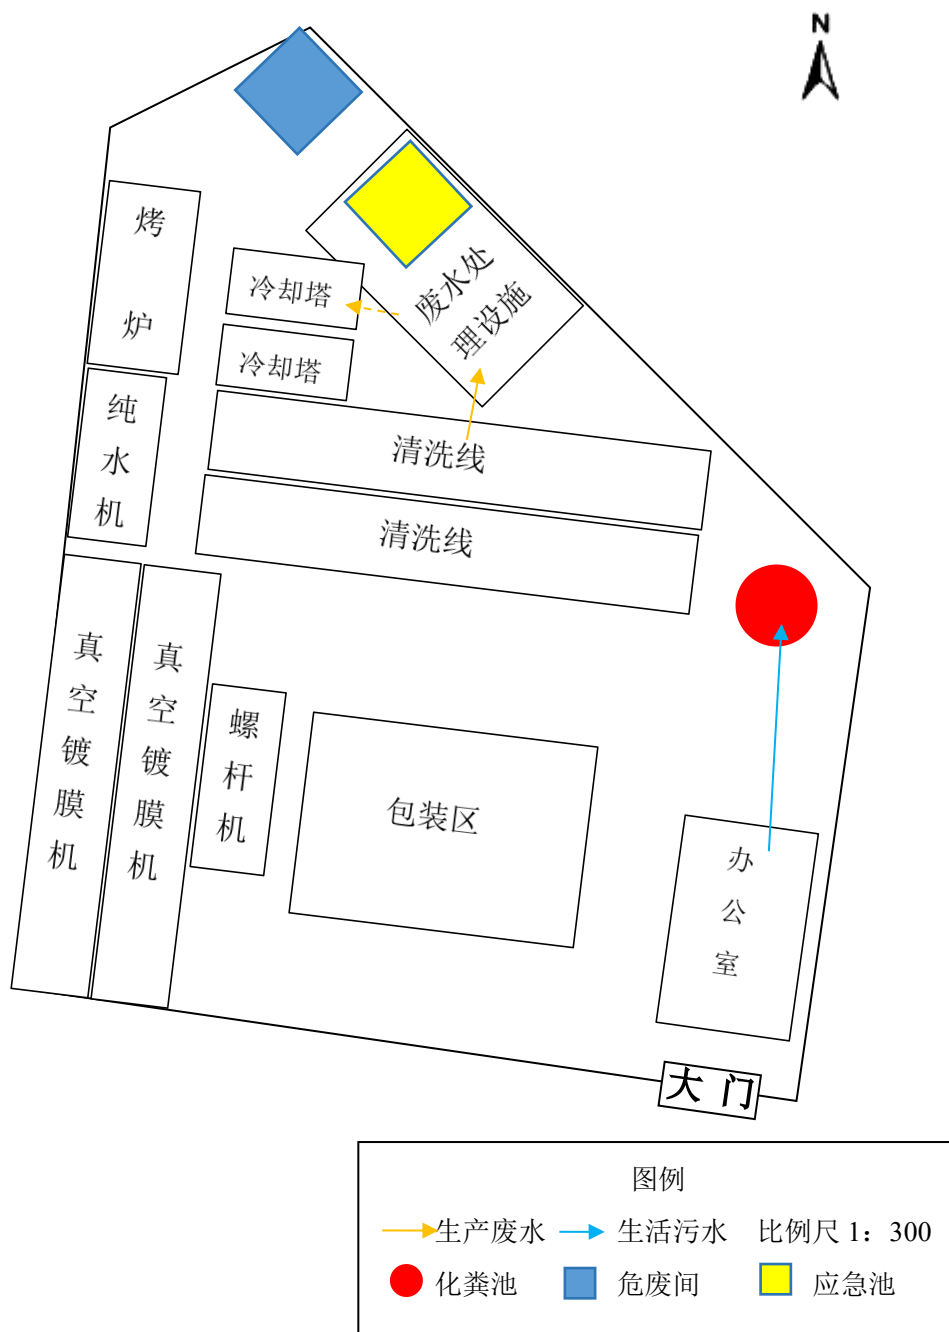 N
烤炉
冷却塔
废水处
理设施
冷却塔
纯水机
清洗线
清洗线
真空镀膜机
真空镀膜机
螺杆机
包装区
办公室
大 门
图例
生产废水 生活污水 比例尺 1：300
化粪池 危废间 应急池